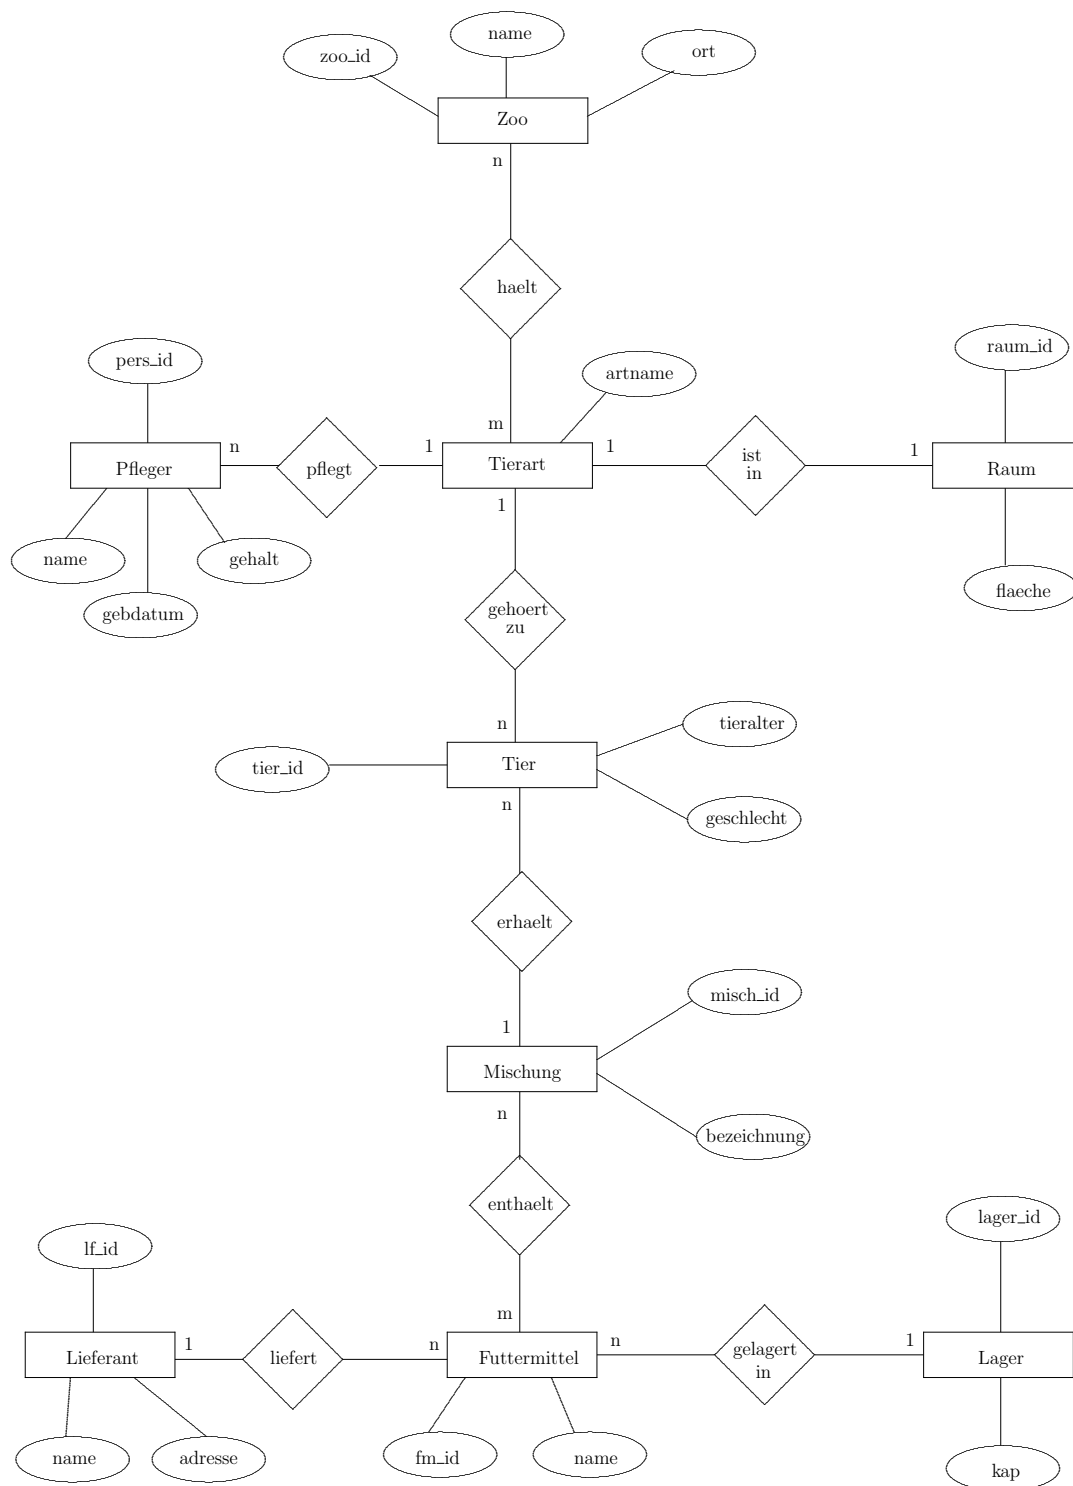 name
zoo_id
ort
Zoo
n
haelt
m
pers_id
artname
raum_id
Pfleger
n
pflegt
1
Tierart
1
ist
in
1
Raum
name
gehalt
gebdatum
1
gehoert
zu
flaeche
n
tieralter
tier_id
Tier
geschlecht
n
erhaelt
misch_id
1
Mischung
n
bezeichnung
enthaelt
lager_id
lf_id
m
Lieferant
1
liefert
n
Futtermittel
n
gelagert
in
1
Lager
name
adresse
fm_id
name
kap